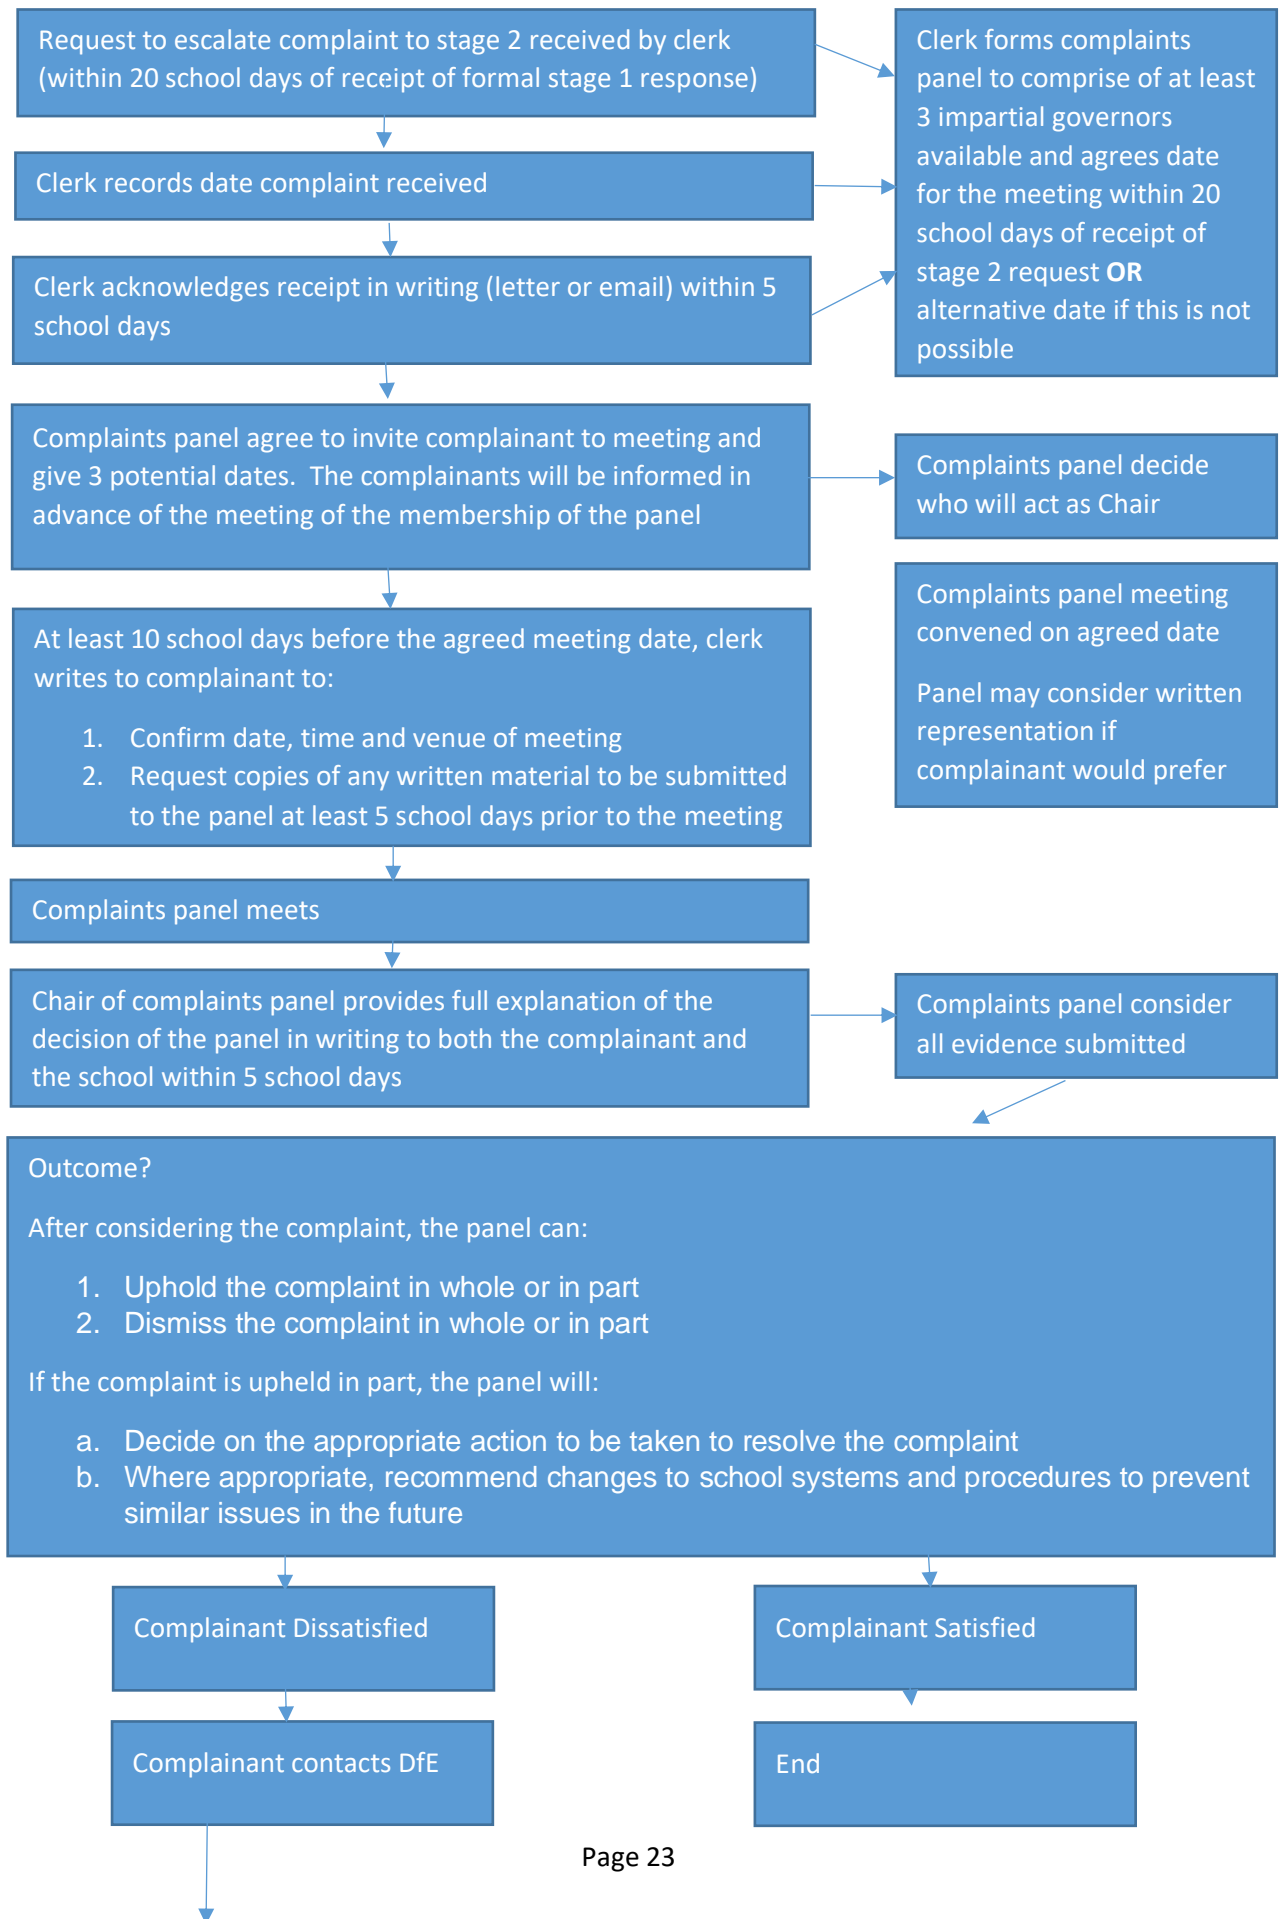 Request to escalate complaint to stage 2 received by clerk
(within 20 school days of receipt of formal stage 1 response)
Clerk forms complaints
panel to comprise of at least
3 impartial governors
available and agrees date
for the meeting within 20
school days of receipt of
stage 2 request OR
alternative date if this is not
possible
Clerk records date complaint received
Clerk acknowledges receipt in writing (letter or email) within 5
school days
Complaints panel agree to invite complainant to meeting and
give 3 potential dates.  The complainants will be informed in
advance of the meeting of the membership of the panel
Complaints panel decide
who will act as Chair
Complaints panel meeting
convened on agreed date
Panel may consider written
representation if
complainant would prefer
At least 10 school days before the agreed meeting date, clerk
writes to complainant to:
1. Confirm date, time and venue of meeting
2. Request copies of any written material to be submitted
to the panel at least 5 school days prior to the meeting
Complaints panel meets
Chair of complaints panel provides full explanation of the
decision of the panel in writing to both the complainant and
the school within 5 school days
Complaints panel consider
all evidence submitted
Outcome?
After considering the complaint, the panel can:
1. Uphold the complaint in whole or in part
2. Dismiss the complaint in whole or in part
If the complaint is upheld in part, the panel will:
a. Decide on the appropriate action to be taken to resolve the complaint
b. Where appropriate, recommend changes to school systems and procedures to prevent
similar issues in the future
Complainant Dissatisfied
Complainant Satisfied
Complainant contacts DfE
End
Page 23